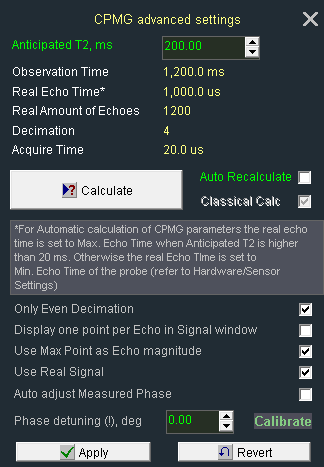 CPMG advanced settings
Anticipated T2, ms 200.00
Observation Time 1,200.0 ms
Real Echo Time* 1,000.0 us
Real Amount of Echoes 1200
Decimation 4
Acquire Time 20.0 us
Auto Recalculate
Calculate
Classical Calc
*For Automatic calculation of CPMG parameters the real echo
time is set to Max. Echo Time when Anticipated T2 is higher
than 20 ms. Otherwise the real Echo TIme is set to
Min. Echo Time of the probe (refer to Hardware/Sensor
Settings)
Only Even Decimation
Display one point per Echo in Signal window
Use Max Point as Echo magnitude
Use Real Signal
Auto adjust Measured Phase
Phase detuning (!), deg 0.00 Calibrate
Apply Revert